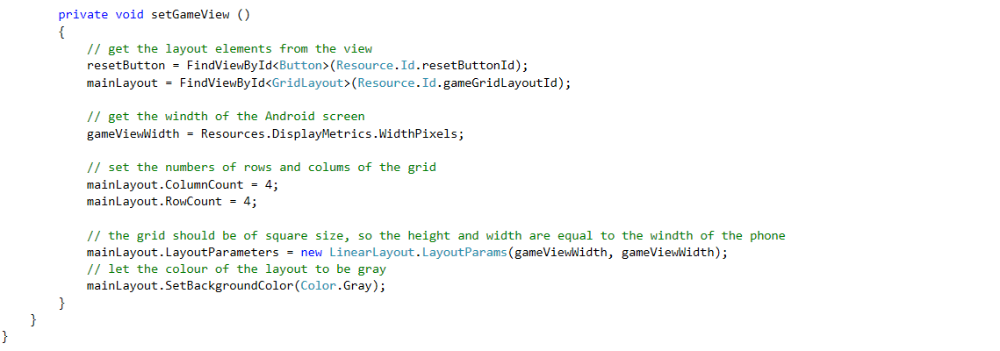 private void setGameView ()
{
// get the layout elements from the view
resetButton = FindViewById<Button>(Resource.Id.resetButtonId);
mainLayout = FindViewById<GridLayout>(Resource.Id.gameGridLayoutId);
// get the windth of the Android screen
gameViewWidth = Resources.DisplayMetrics.WidthPixels;
// set the numbers of rows and colums of the grid
mainLayout.ColumnCount = 4;
mainLayout.RowCount = 4;
// the grid should be of square size, so the height and width are equal to the windth of the phone
mainLayout.LayoutParameters = new LinearLayout.LayoutParams(gameViewWidth, gameViewWidth);
// let the colour of the layout to be gray
mainLayout.SetBackgroundColor(Color.Gray);
}
}
}